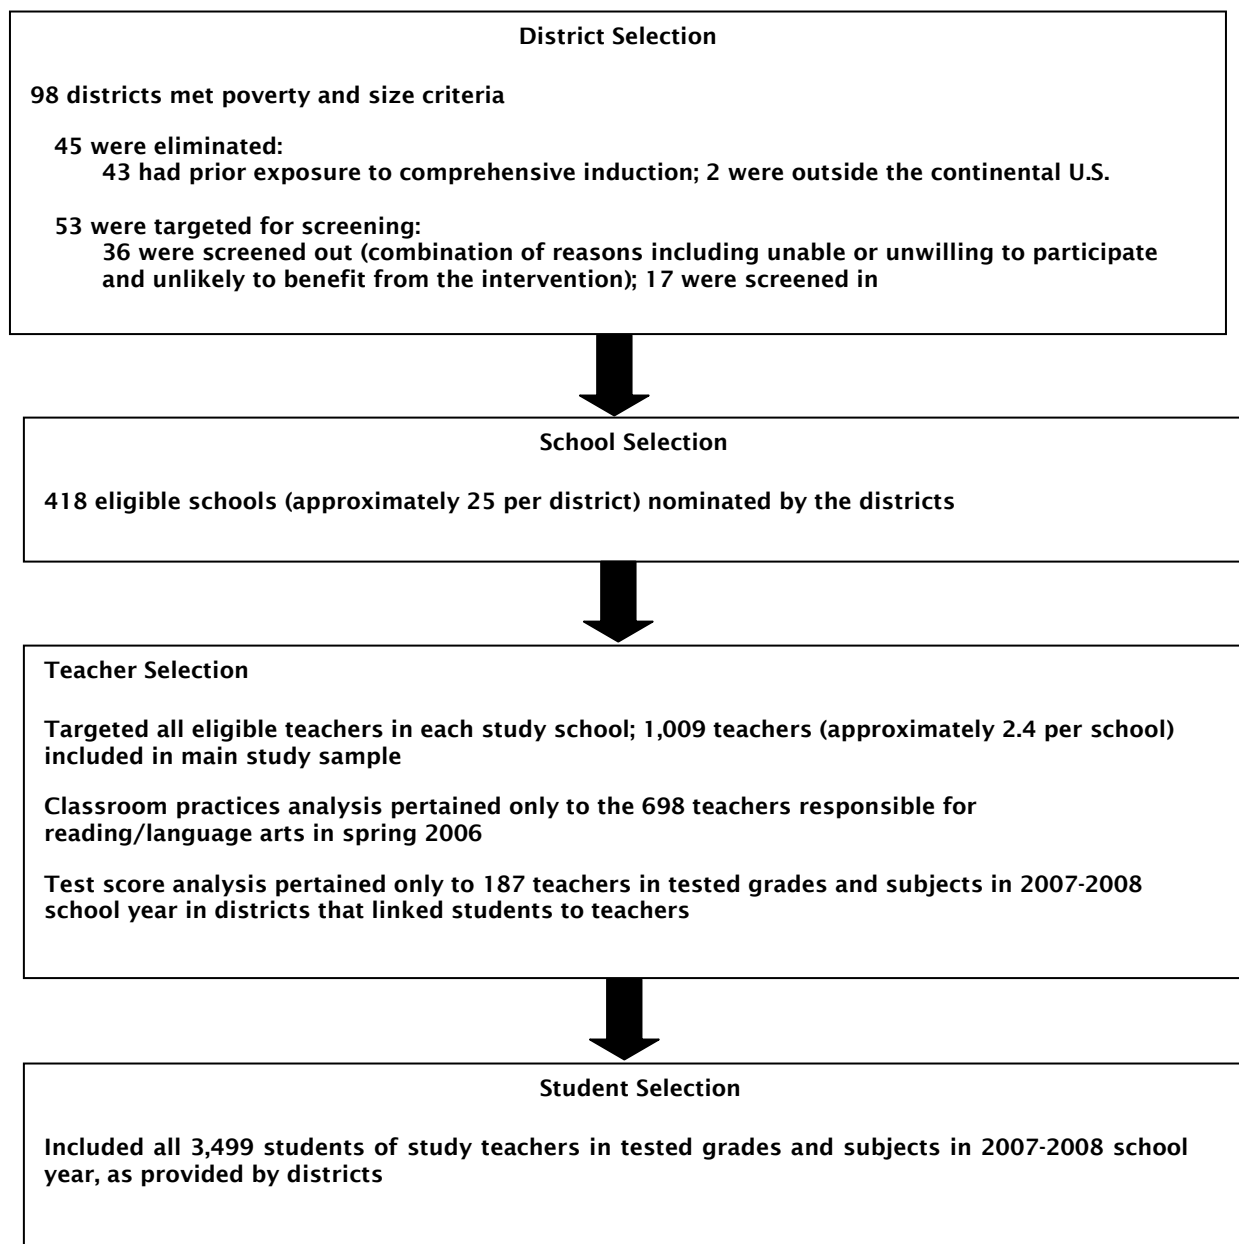 District Selection
98 districts met poverty and size criteria
45 were eliminated:
43 had prior exposure to comprehensive induction; 2 were outside the continental U.S.
53 were targeted for screening:
36 were screened out (combination of reasons including unable or unwilling to participate
and unlikely to benefit from the intervention); 17 were screened in
School Selection
418 eligible schools (approximately 25 per district) nominated by the districts
Teacher Selection
Targeted all eligible teachers in each study school; 1,009 teachers (approximately 2.4 per school)
included in main study sample
Classroom practices analysis pertained only to the 698 teachers responsible for
reading/language arts in spring 2006
Test score analysis pertained only to 187 teachers in tested grades and subjects in 2007-2008
school year in districts that linked students to teachers
Student Selection
Included all 3,499 students of study teachers in tested grades and subjects in 2007-2008 school
year, as provided by districts